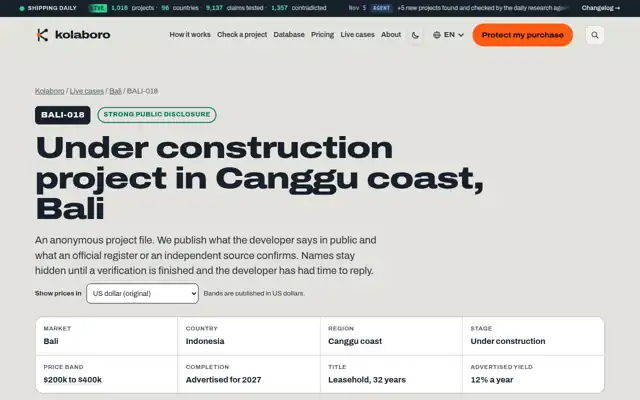 SHIPPING DAILY LIVE 1,018 projects · 96 countries · 9,137 claims tested · 1,357 contradicted Nov 5 AGENT +5 new projects found and checked by the daily research Changelog →
kolaboro How it works Check a project Database Pricing Live cases About EN Protect my purchase
Kolaboro / Live cases / Bali / BALI-018
BALI-018 STRONG PUBLIC DISCLOSURE
Under construction
project in Canggu coast,
Bali
An anonymous project file. We publish what the developer says in public and
what an official register or an independent source confirms. Names stay
hidden until a verification is finished and the developer has had time to reply.
Show prices in US dollar (original) Bands are published in US dollars.
MARKET COUNTRY REGION STAGE
Bali Indonesia Canggu coast Under construction
PRICE BAND COMPLETION TITLE ADVERTISED YIELD
$200k to $400k Advertised for 2027 Leasehold, 32 years 12% a year